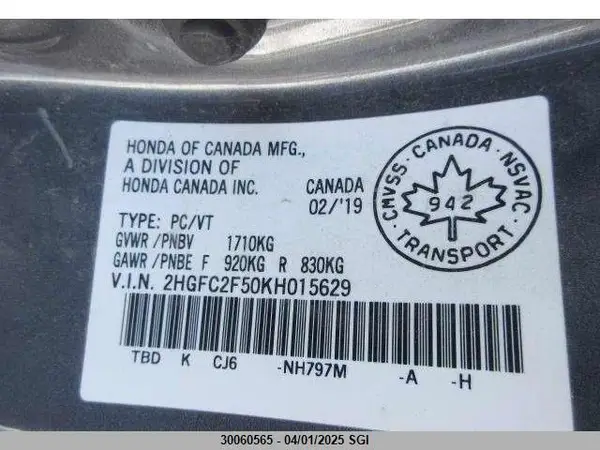 HONDA OF CANADA MFG.,
A DIVISION OF
HONDA CANADA INC.
CANADA
02/'19
CMVSS · CANADA · NSVAC
942
TRANSPORT
TYPE: PC/VT
GVWR /PNBV 1710KG
GAWR /PNBE F 920KG R 830KG
V.I.N. 2HGFC2F50KH015629
TBD K CJ6 -NH797M -A -H
30060565 - 04/01/2025 SGI